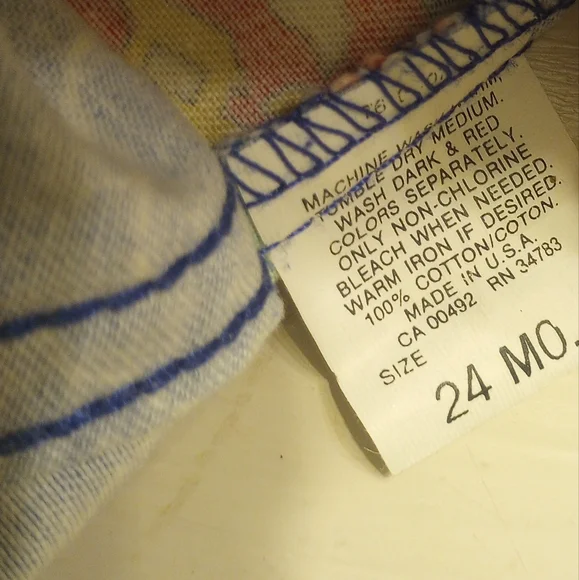 MACHINE WASH WARM,
TUMBLE DRY MEDIUM.
WASH DARK & RED
COLORS SEPARATELY.
ONLY NON-CHLORINE
BLEACH WHEN NEEDED.
WARM IRON IF DESIRED.
100% COTTON/COTON.
MADE IN U.S.A.
CA 00492 RN 34783
SIZE
24 MO.